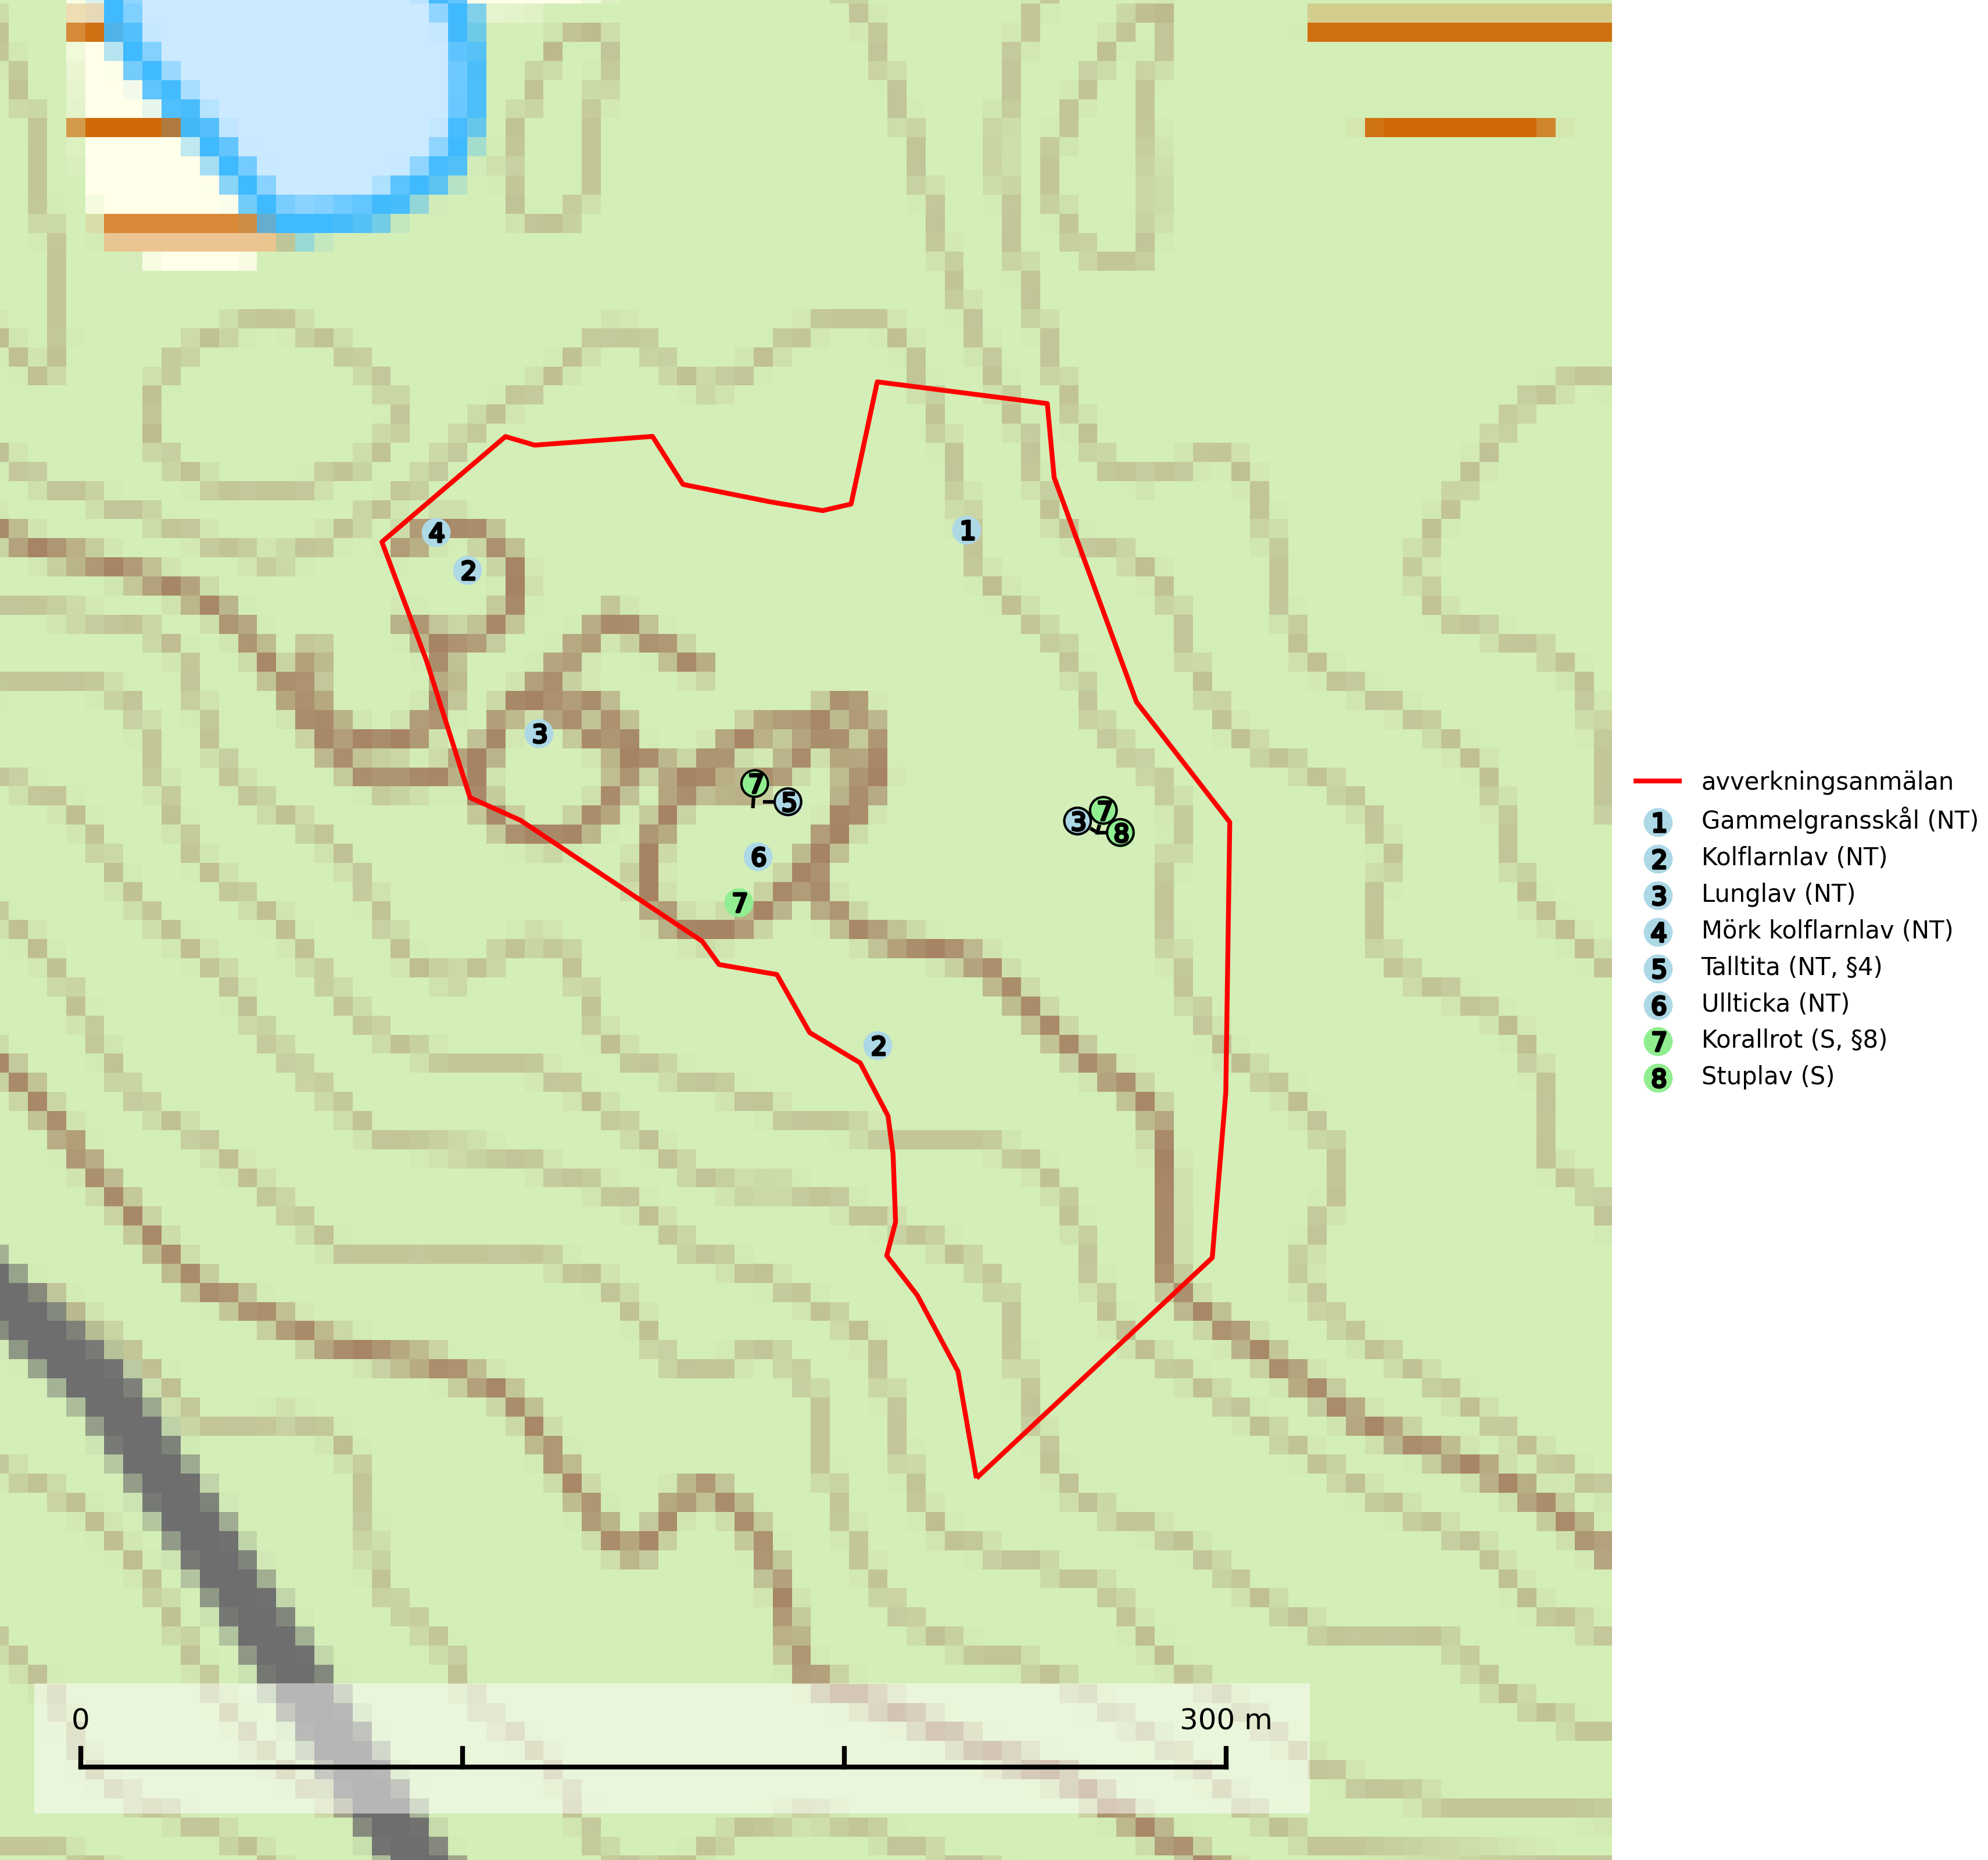 1
4
2
3
7
5
3
7
8
6
7
2
avverkningsanmälan
1 Gammelgransskål (NT)
2 Kolflarnlav (NT)
3 Lunglav (NT)
4 Mörk kolflarnlav (NT)
5 Talltita (NT, §4)
6 Ullticka (NT)
7 Korallrot (S, §8)
8 Stuplav (S)
0 300 m